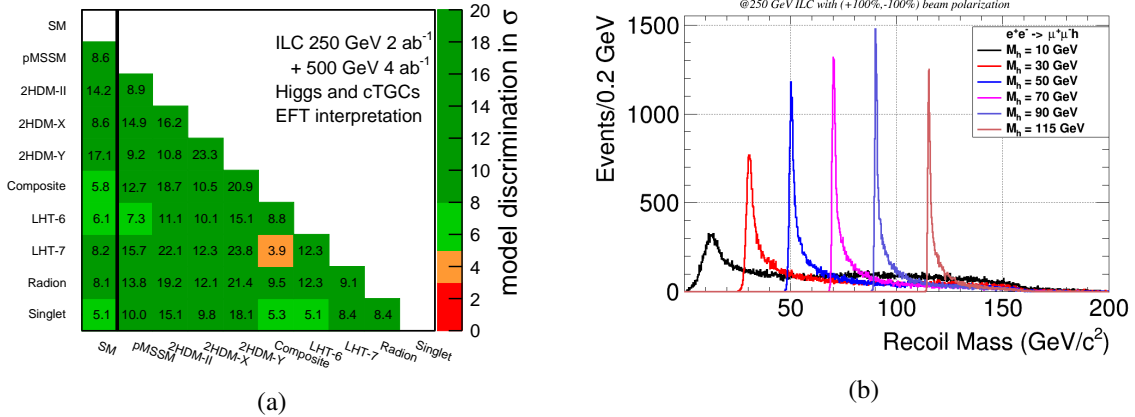 @250 GeV ILC with (+100%,-100%) beam polarization
SM
pMSSM 8.6
2HDM-II 14.2 8.9
2HDM-X 8.6 14.9 16.2
2HDM-Y 17.1 9.2 10.8 23.3
Composite 5.8 12.7 18.7 10.5 20.9
LHT-6 6.1 7.3 11.1 10.1 15.1 8.8
LHT-7 8.2 15.7 22.1 12.3 23.8 3.9 12.3
Radion 8.1 13.8 19.2 12.1 21.4 9.5 12.3 9.1
Singlet 5.1 10.0 15.1 9.8 18.1 5.3 5.1 8.4 8.4
SM pMSSM 2HDM-II 2HDM-X 2HDM-Y Composite LHT-6 LHT-7 Radion Singlet
ILC 250 GeV 2 ab-1
+ 500 GeV 4 ab-1
Higgs and cTGCs
EFT interpretation
20
18
16
14
12
10
8
6
4
2
0
model discrimination in σ
(a)
Events/0.2 GeV
1500
1000
500
0
50 100 150 200
Recoil Mass (GeV/c2)
e+e- -> μ+μ-h
Mh = 10 GeV
Mh = 30 GeV
Mh = 50 GeV
Mh = 70 GeV
Mh = 90 GeV
Mh = 115 GeV
(b)